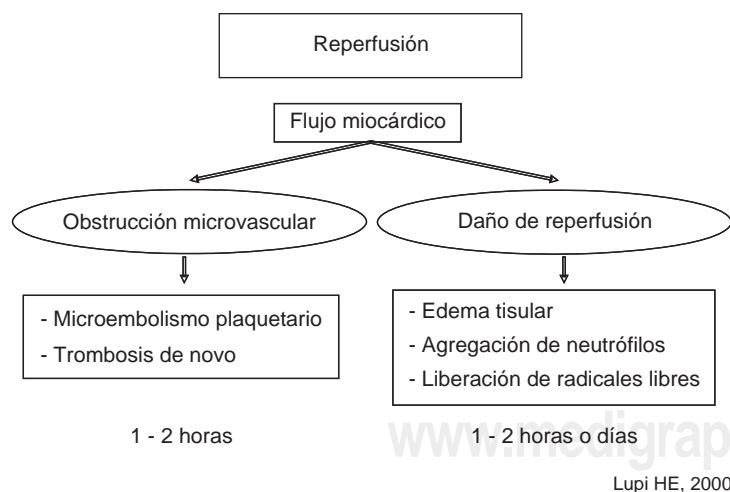 Reperfusión
Flujo miocárdico
Obstrucción microvascular
Daño de reperfusión
- Microembolismo plaquetario
- Trombosis de novo
- Edema tisular
- Agregación de neutrófilos
- Liberación de radicales libres
1 - 2 horas
1 - 2 horas o días
www.medigrap
Lupi HE, 2000